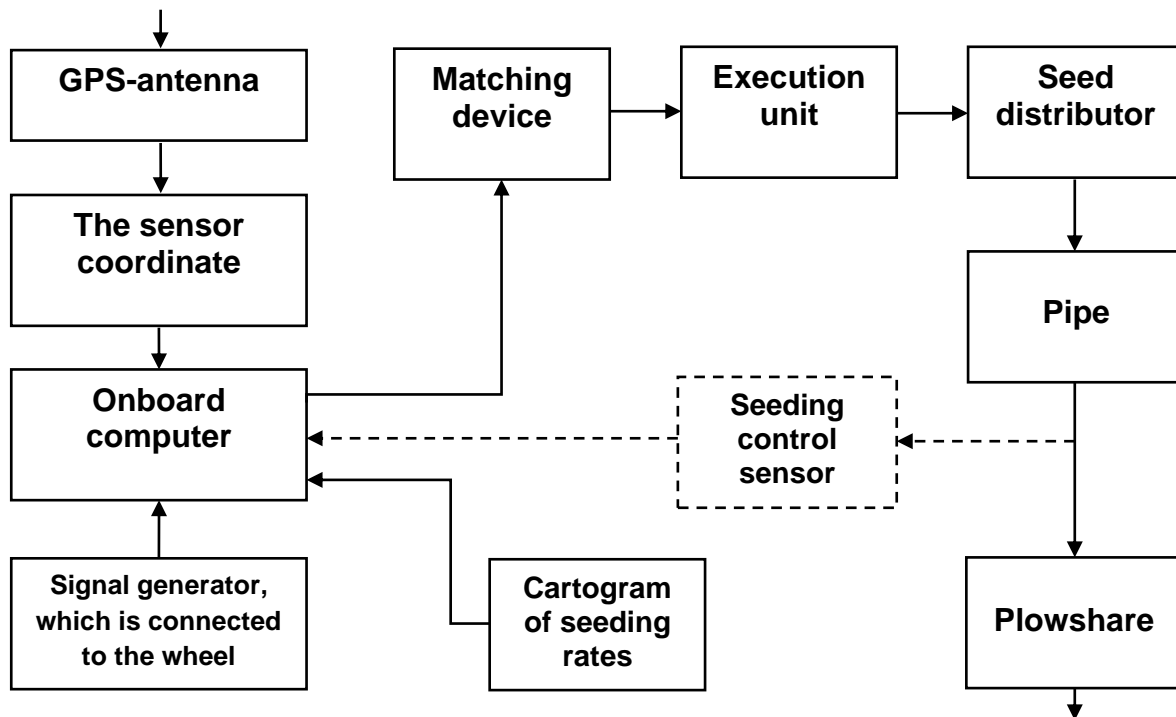 GPS-antenna
Matching
device
Execution
unit
Seed
distributor
The sensor
coordinate
Pipe
Onboard
computer
Seeding
control
sensor
Signal generator,
which is connected
to the wheel
Cartogram
of seeding
rates
Plowshare